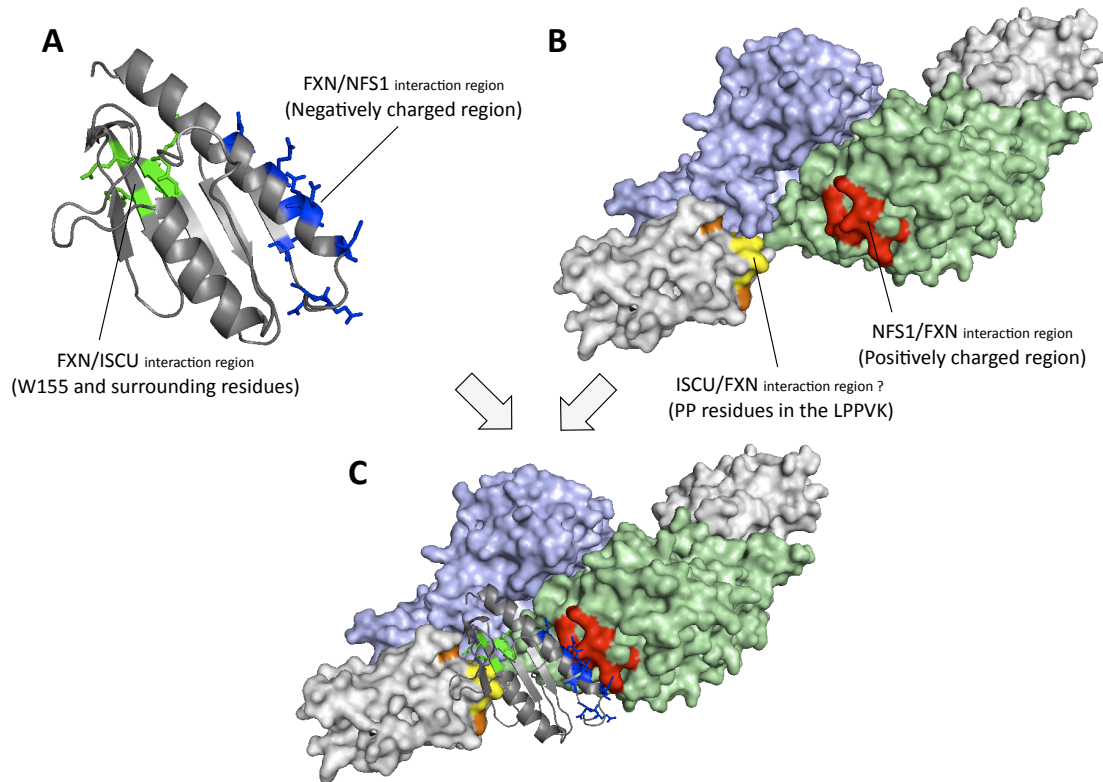 A
FXN/NFS1 interaction region
(Negatively charged region)
FXN/ISCU interaction region
(W155 and surrounding residues)
B
NFS1/FXN interaction region
(Positively charged region)
ISCU/FXN interaction region ?
(PP residues in the LPPVK)
C